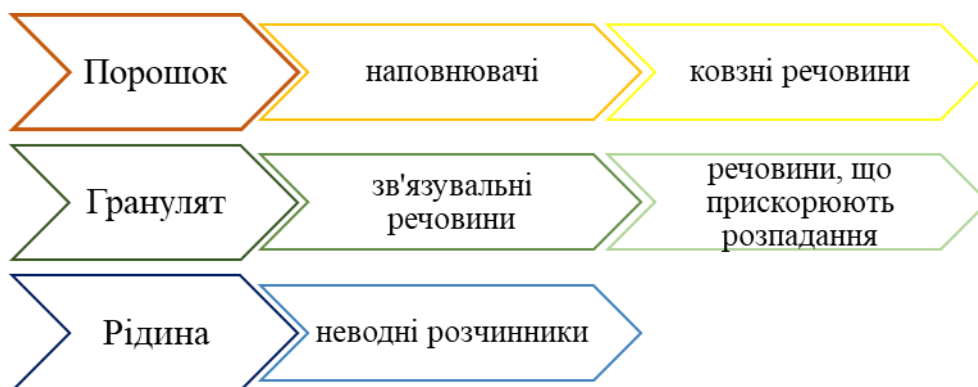 Порошок
наповнювачі
ковзні речовини
Гранулят
зв'язувальні
речовини
речовини, що
прискорюють
розпадання
Рідина
неводні розчинники